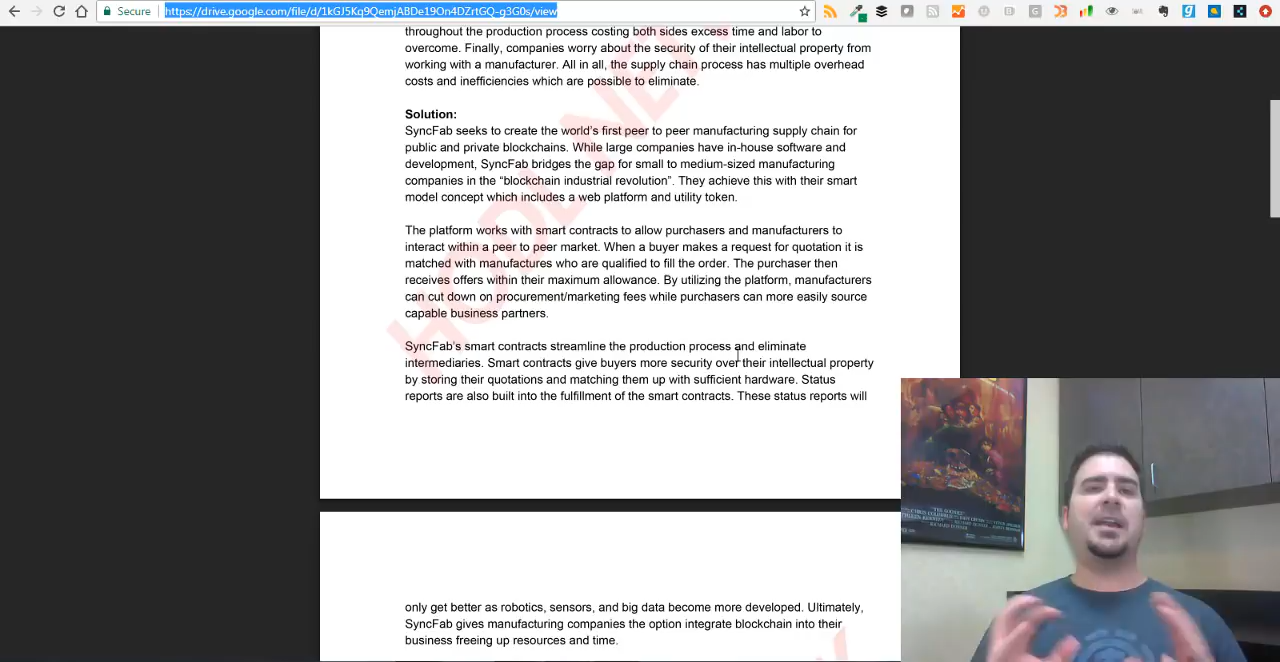 Secure
https://drive.google.com/file/d/1kGJ5Kq9QemjABDe19On4DZrtGQ-g3G0s/view
throughout the production process costing both sides excess time and labor to
overcome. Finally, companies worry about the security of their intellectual property from
working with a manufacturer. All in all, the supply chain process has multiple overhead
costs and inefficiencies which are possible to eliminate.
Solution:
SyncFab seeks to create the world's first peer to peer manufacturing supply chain for
public and private blockchains. While large companies have in-house software and
development, SyncFab bridges the gap for small to medium-sized manufacturing
companies in the “blockchain industrial revolution”. They achieve this with their smart
model concept which includes a web platform and utility token.
The platform works with smart contracts to allow purchasers and manufacturers to
interact within a peer to peer market. When a buyer makes a request for quotation it is
matched with manufactures who are qualified to fill the order. The purchaser then
receives offers within their maximum allowance. By utilizing the platform, manufacturers
can cut down on procurement/marketing fees while purchasers can more easily source
capable business partners.
SyncFab's smart contracts streamline the production process and eliminate
intermediaries. Smart contracts give buyers more security over their intellectual property
by storing their quotations and matching them up with sufficient hardware. Status
reports are also built into the fulfillment of the smart contracts. These status reports will
only get better as robotics, sensors, and big data become more developed. Ultimately,
SyncFab gives manufacturing companies the option integrate blockchain into their
business freeing up resources and time.